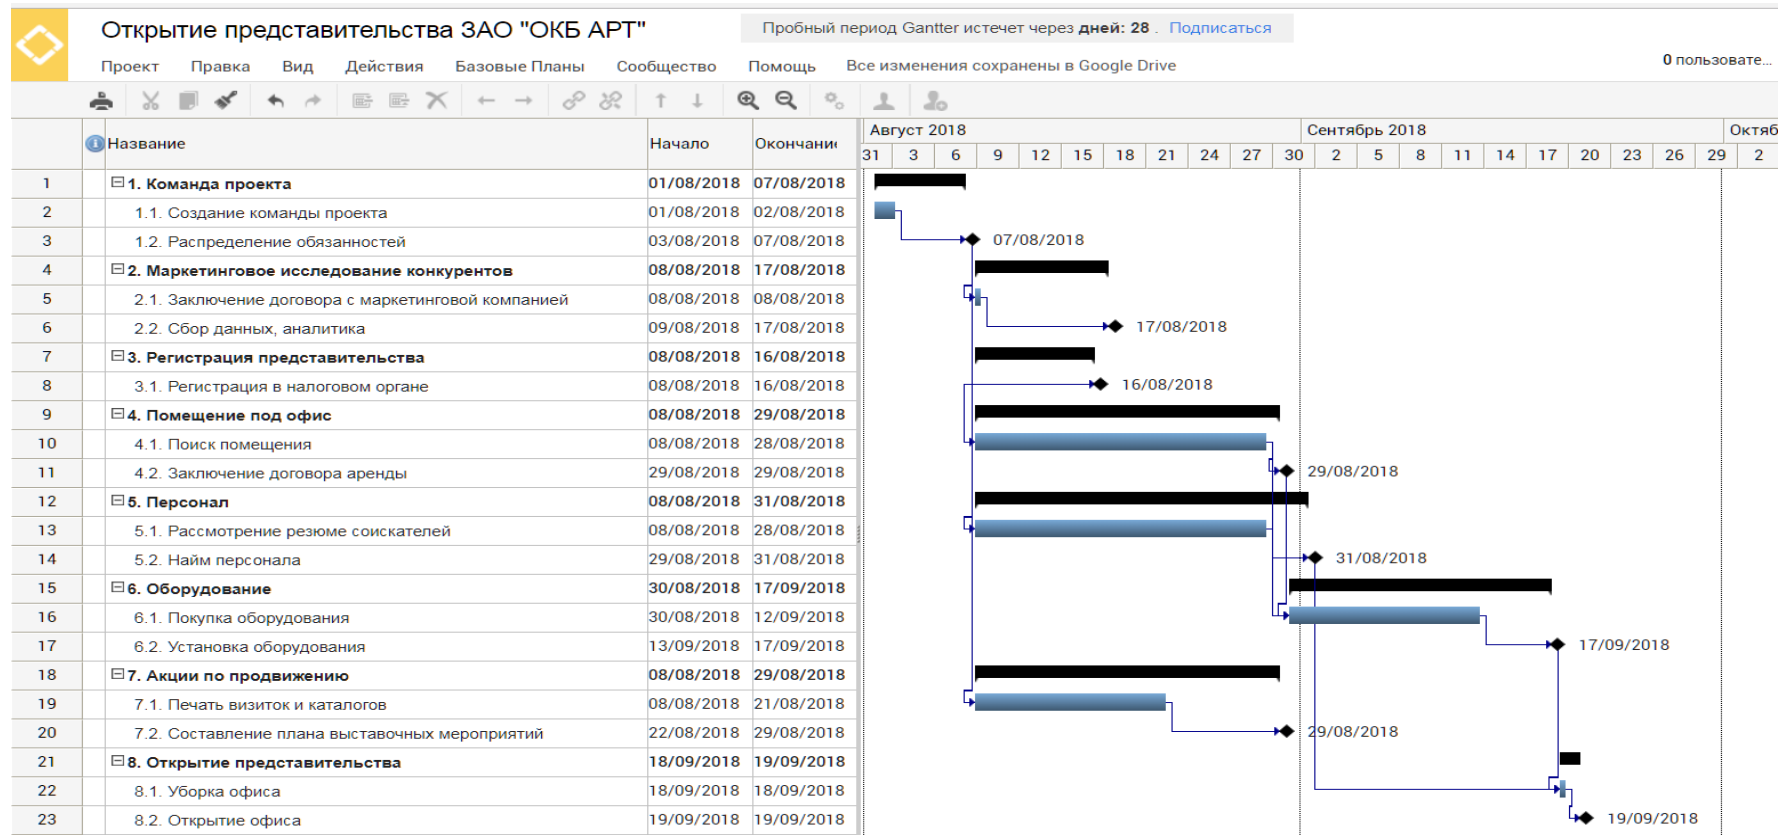 Открытие представительства ЗАО "ОКБ АРТ"
Пробный период Gantter истечет через дней: 28 . Подписаться
Проект Правка Вид Действия Базовые Планы Сообщество Помощь Все изменения сохранены в Google Drive
0 пользовате...
Название Начало Окончани
Август 2018 Сентябрь 2018 Октяб
31 3 6 9 12 15 18 21 24 27 30 2 5 8 11 14 17 20 23 26 29 2
1 1. Команда проекта 01/08/2018 07/08/2018
2 1.1. Создание команды проекта 01/08/2018 02/08/2018
3 1.2. Распределение обязанностей 03/08/2018 07/08/2018 07/08/2018
4 2. Маркетинговое исследование конкурентов 08/08/2018 17/08/2018
5 2.1. Заключение договора с маркетинговой компанией 08/08/2018 08/08/2018
6 2.2. Сбор данных, аналитика 09/08/2018 17/08/2018 17/08/2018
7 3. Регистрация представительства 08/08/2018 16/08/2018
8 3.1. Регистрация в налоговом органе 08/08/2018 16/08/2018 16/08/2018
9 4. Помещение под офис 08/08/2018 29/08/2018
10 4.1. Поиск помещения 08/08/2018 28/08/2018
11 4.2. Заключение договора аренды 29/08/2018 29/08/2018 29/08/2018
12 5. Персонал 08/08/2018 31/08/2018
13 5.1. Рассмотрение резюме соискателей 08/08/2018 28/08/2018
14 5.2. Найм персонала 29/08/2018 31/08/2018 31/08/2018
15 6. Оборудование 30/08/2018 17/09/2018
16 6.1. Покупка оборудования 30/08/2018 12/09/2018
17 6.2. Установка оборудования 13/09/2018 17/09/2018 17/09/2018
18 7. Акции по продвижению 08/08/2018 29/08/2018
19 7.1. Печать визиток и каталогов 08/08/2018 21/08/2018
20 7.2. Составление плана выставочных мероприятий 22/08/2018 29/08/2018 29/08/2018
21 8. Открытие представительства 18/09/2018 19/09/2018
22 8.1. Уборка офиса 18/09/2018 18/09/2018
23 8.2. Открытие офиса 19/09/2018 19/09/2018 19/09/2018